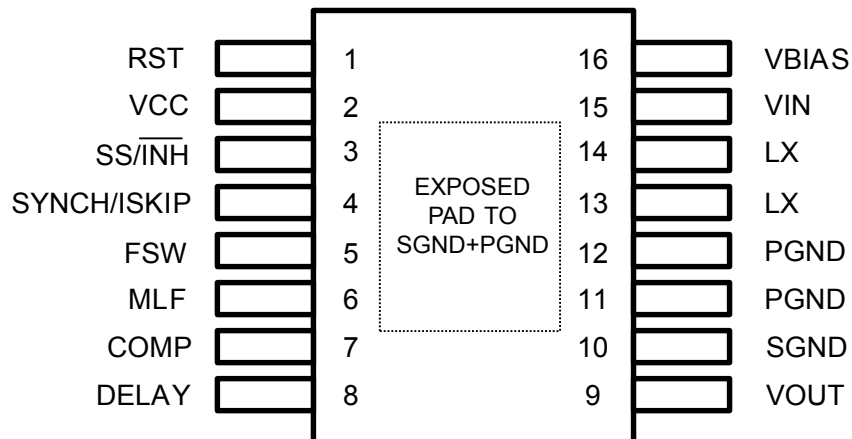 RST 1 16 VBIAS
VCC 2 15 VIN
SS/I̅N̅H̅ 3 14 LX
SYNCH/ISKIP 4 13 LX
FSW 5 12 PGND
MLF 6 11 PGND
COMP 7 10 SGND
DELAY 8 9 VOUT
EXPOSED
PAD TO
SGND+PGND